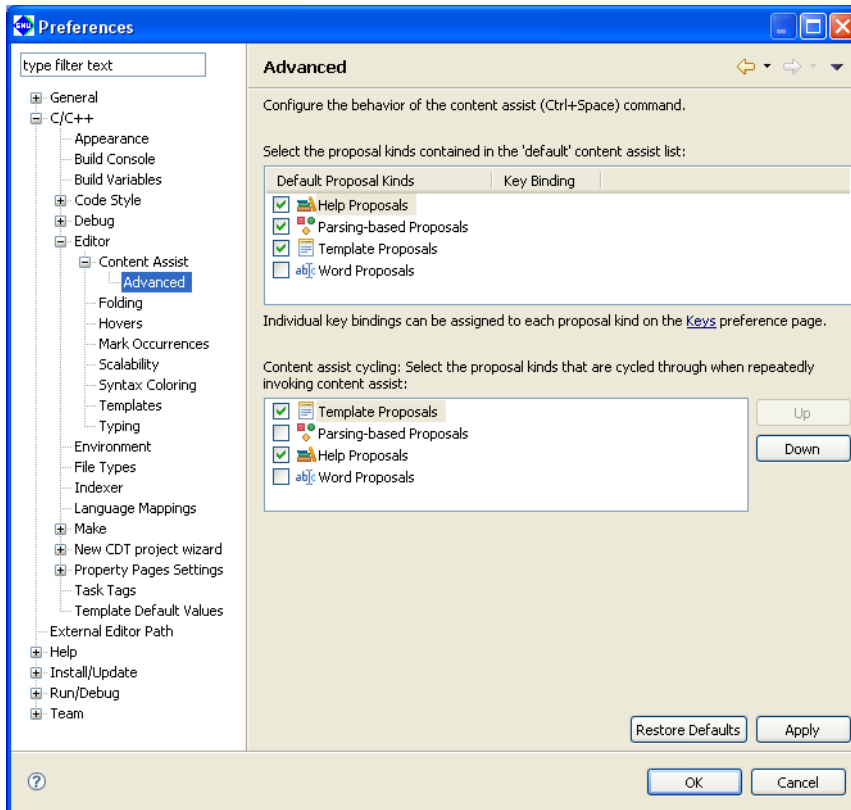 Preferences
type filter text
General
C/C++
Appearance
Build Console
Build Variables
Code Style
Debug
Editor
Content Assist
Advanced
Folding
Hovers
Mark Occurrences
Scalability
Syntax Coloring
Templates
Typing
Environment
File Types
Indexer
Language Mappings
Make
New CDT project wizard
Property Pages Settings
Task Tags
Template Default Values
External Editor Path
Help
Install/Update
Run/Debug
Team
Advanced
Configure the behavior of the content assist (Ctrl+Space) command.
Select the proposal kinds contained in the 'default' content assist list:
Default Proposal Kinds Key Binding
Help Proposals
Parsing-based Proposals
Template Proposals
Word Proposals
Individual key bindings can be assigned to each proposal kind on the Keys preference page.
Content assist cycling: Select the proposal kinds that are cycled through when repeatedly
invoking content assist:
Template Proposals
Parsing-based Proposals
Help Proposals
Word Proposals
Up
Down
Restore Defaults Apply
OK Cancel